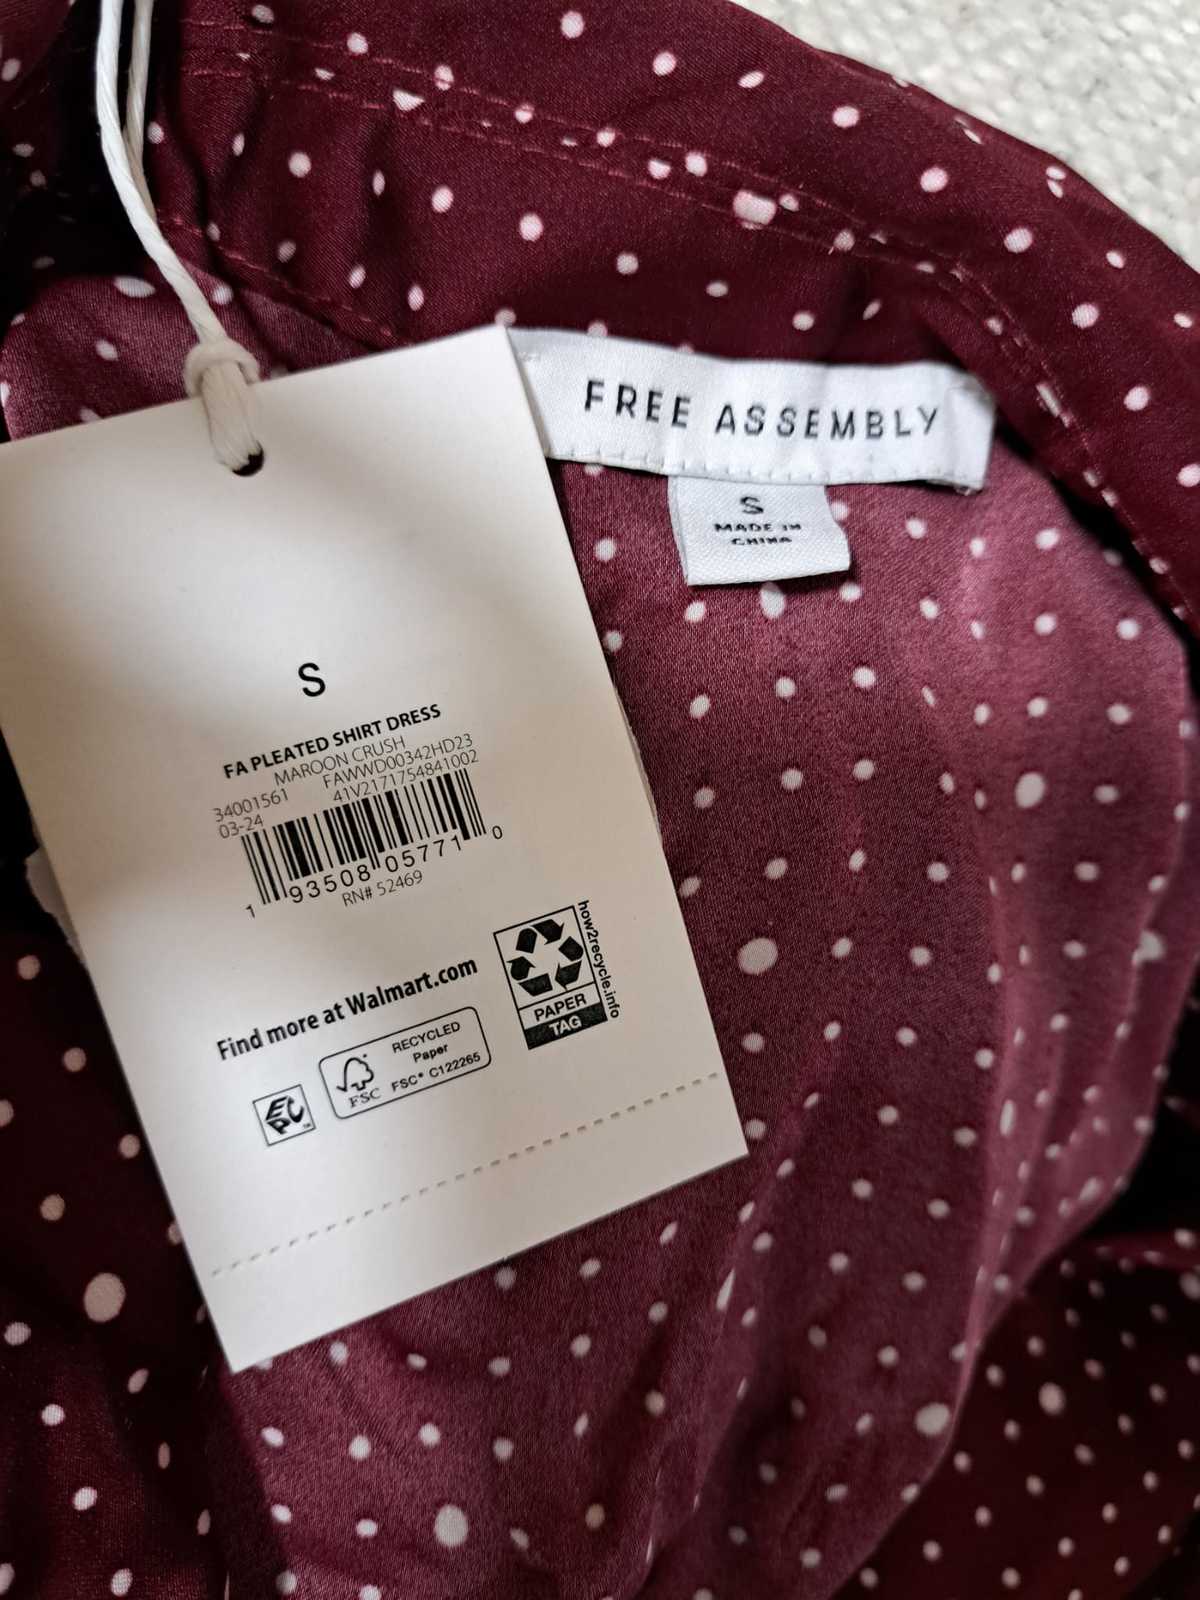 FREE ASSEMBLY
S
MADE IN
CHINA
S
FA PLEATED SHIRT DRESS
MAROON CRUSH
34001561 FAWWD00342HD23
03-24 41V2171754841002
1 93508 05771 0
RN# 52469
Find more at Walmart.com
RECYCLED
Paper
FSC FSC® C122265
EPC™
how2recycle.info
PAPER
TAG